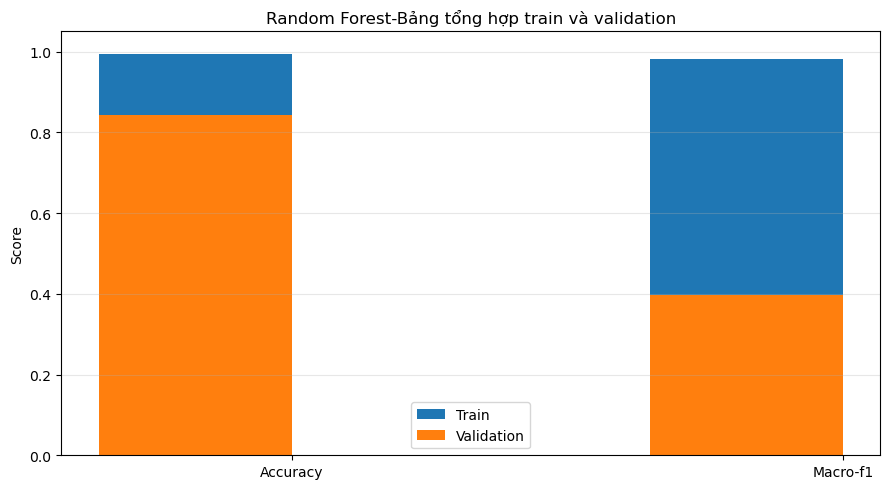 Random Forest-Bảng tổng hợp train và validation
Score
1.0
0.8
0.6
0.4
0.2
0.0
Train
Validation
Accuracy
Macro-f1